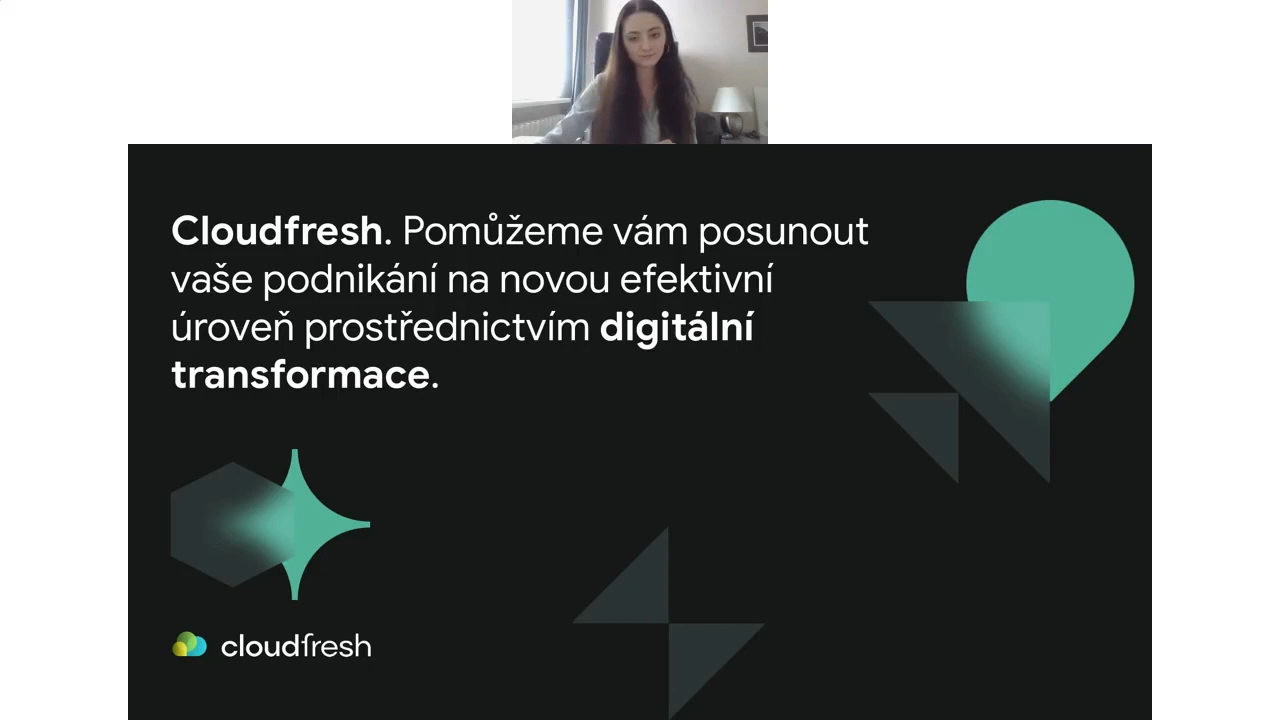 Cloudfresh. Pomůžeme vám posunout
vaše podnikání na novou efektivní
úroveň prostřednictvím digitální
transformace.
cloudfresh